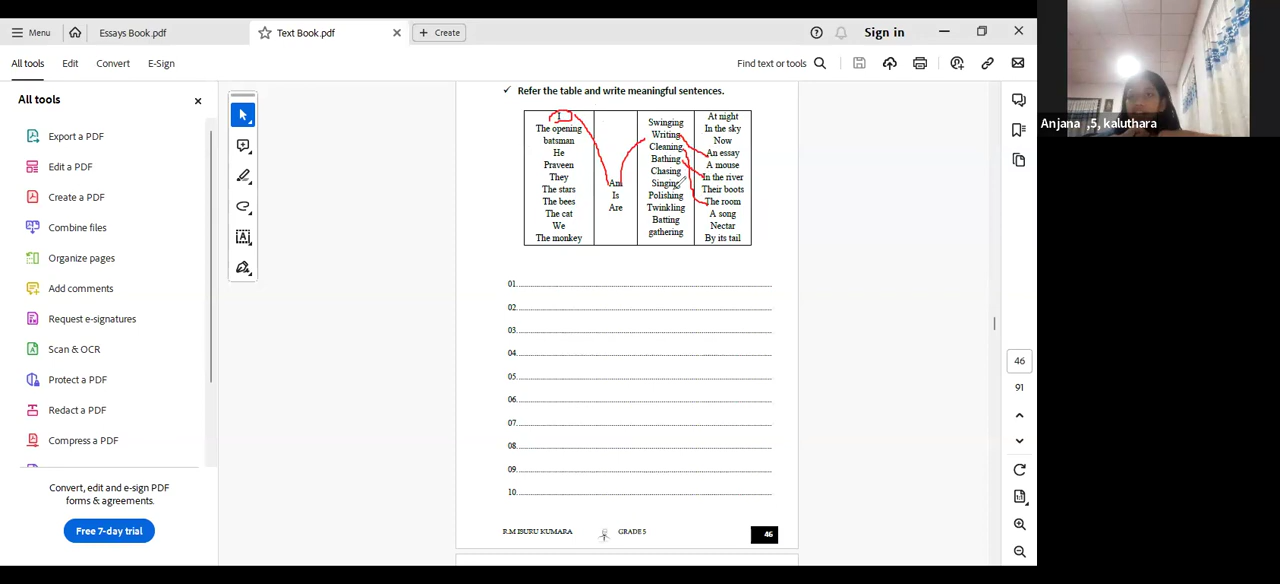 Menu
Essays Book.pdf
Text Book.pdf
Create
Sign in
All tools
Edit
Convert
E-Sign
Find text or tools
All tools
Export a PDF
Edit a PDF
Create a PDF
Combine files
Organize pages
Add comments
Request e-signatures
Scan & OCR
Protect a PDF
Redact a PDF
Compress a PDF
Convert, edit and e-sign PDF
forms & agreements.
Free 7-day trial
✓ Refer the table and write meaningful sentences.
I
The opening
batsman
He
Praveen
They
The stars
The bees
The cat
We
The monkey
Am
Is
Are
Swinging
Writing
Cleaning
Bathing
Chasing
Singing
Polishing
Twinkling
Batting
gathering
At night
In the sky
Now
An essay
A mouse
In the river
Their boots
The room
A song
Nectar
By its tail
01.
02.
03.
04.
05.
06.
07.
08.
09.
10.
R.M ISURU KUMARA
GRADE 5
46
46
91
Anjana ,5, kaluthara